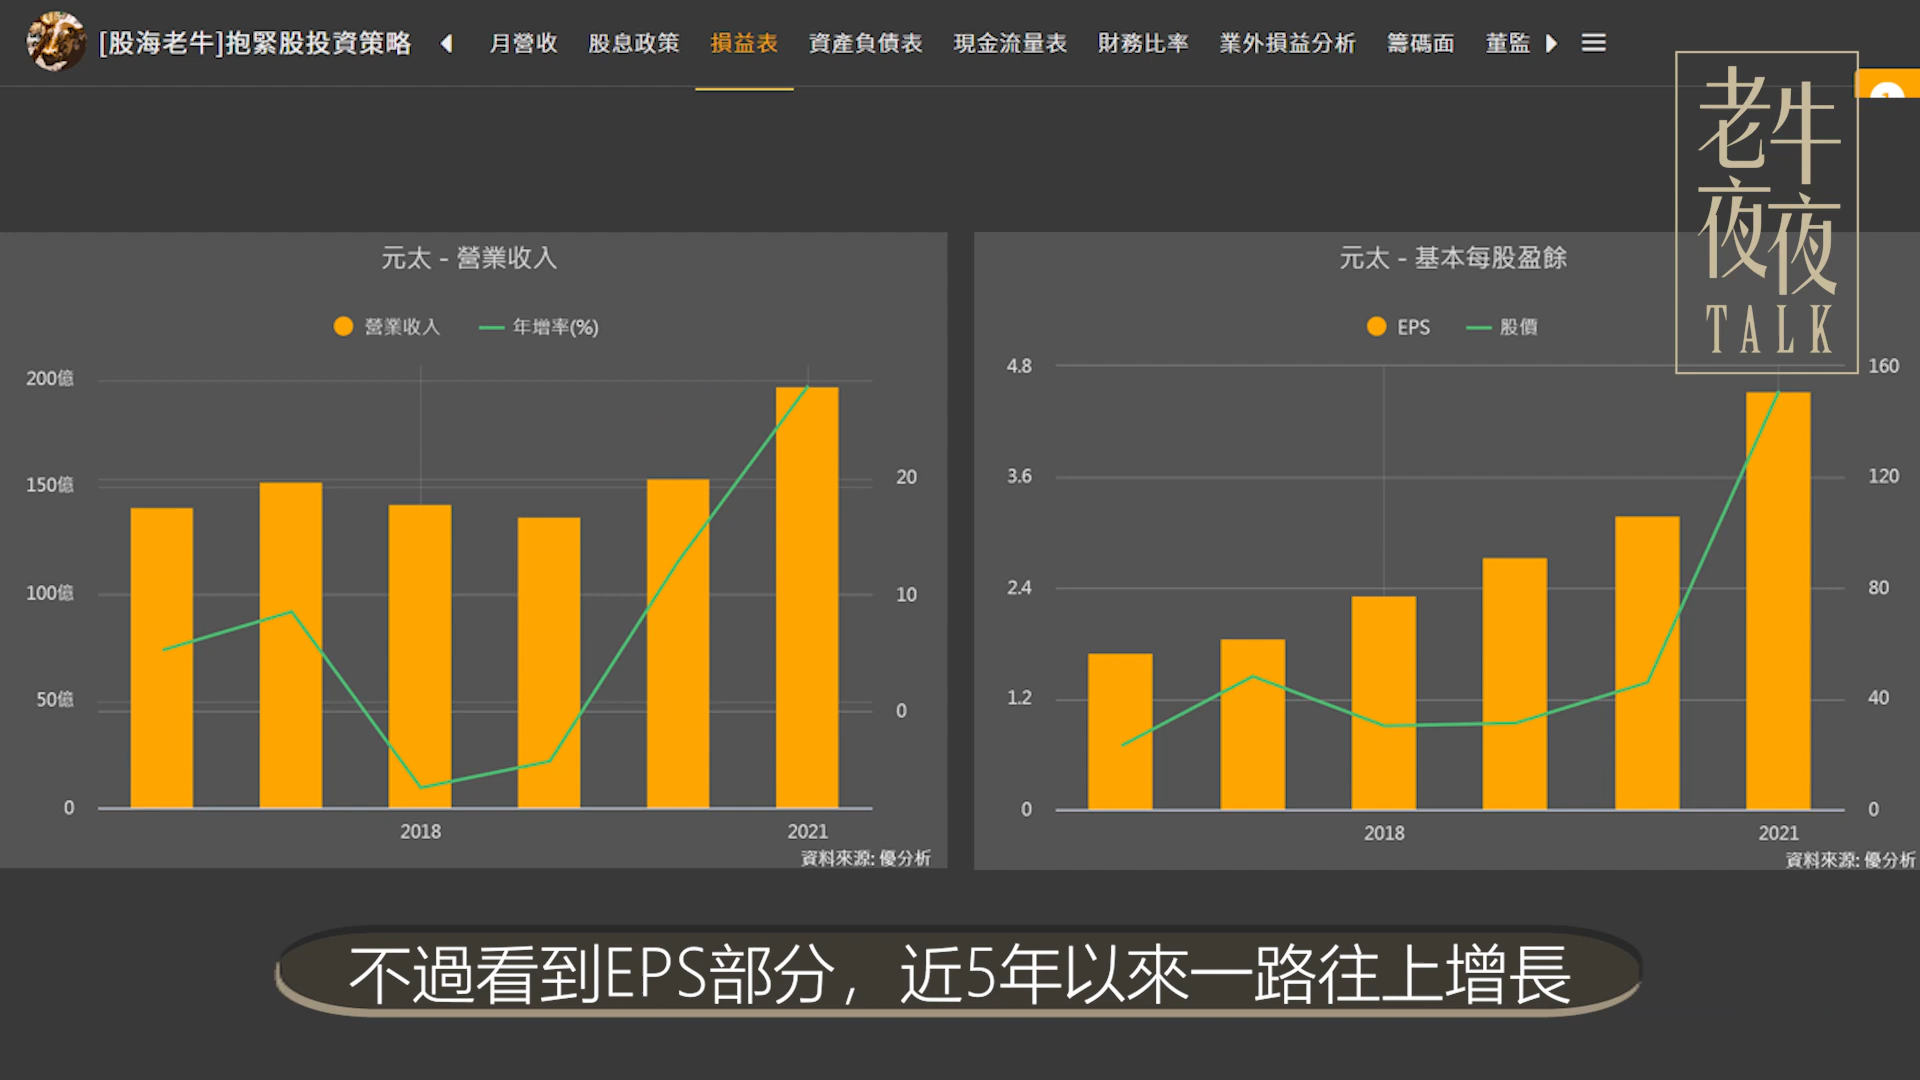 [股海老牛]抱緊股投資策略
月營收 股息政策 損益表 資產負債表 現金流量表 財務比率 業外損益分析 籌碼面 董監
老牛
夜夜
TALK
元太 - 營業收入
營業收入 年增率(%)
200億
150億
100億
50億
0
20
10
0
2018 2021
資料來源: 優分析
元太 - 基本每股盈餘
EPS 股價
4.8
3.6
2.4
1.2
0
160
120
80
40
0
2018 2021
資料來源: 優分析
不過看到EPS部分，近5年以來一路往上增長